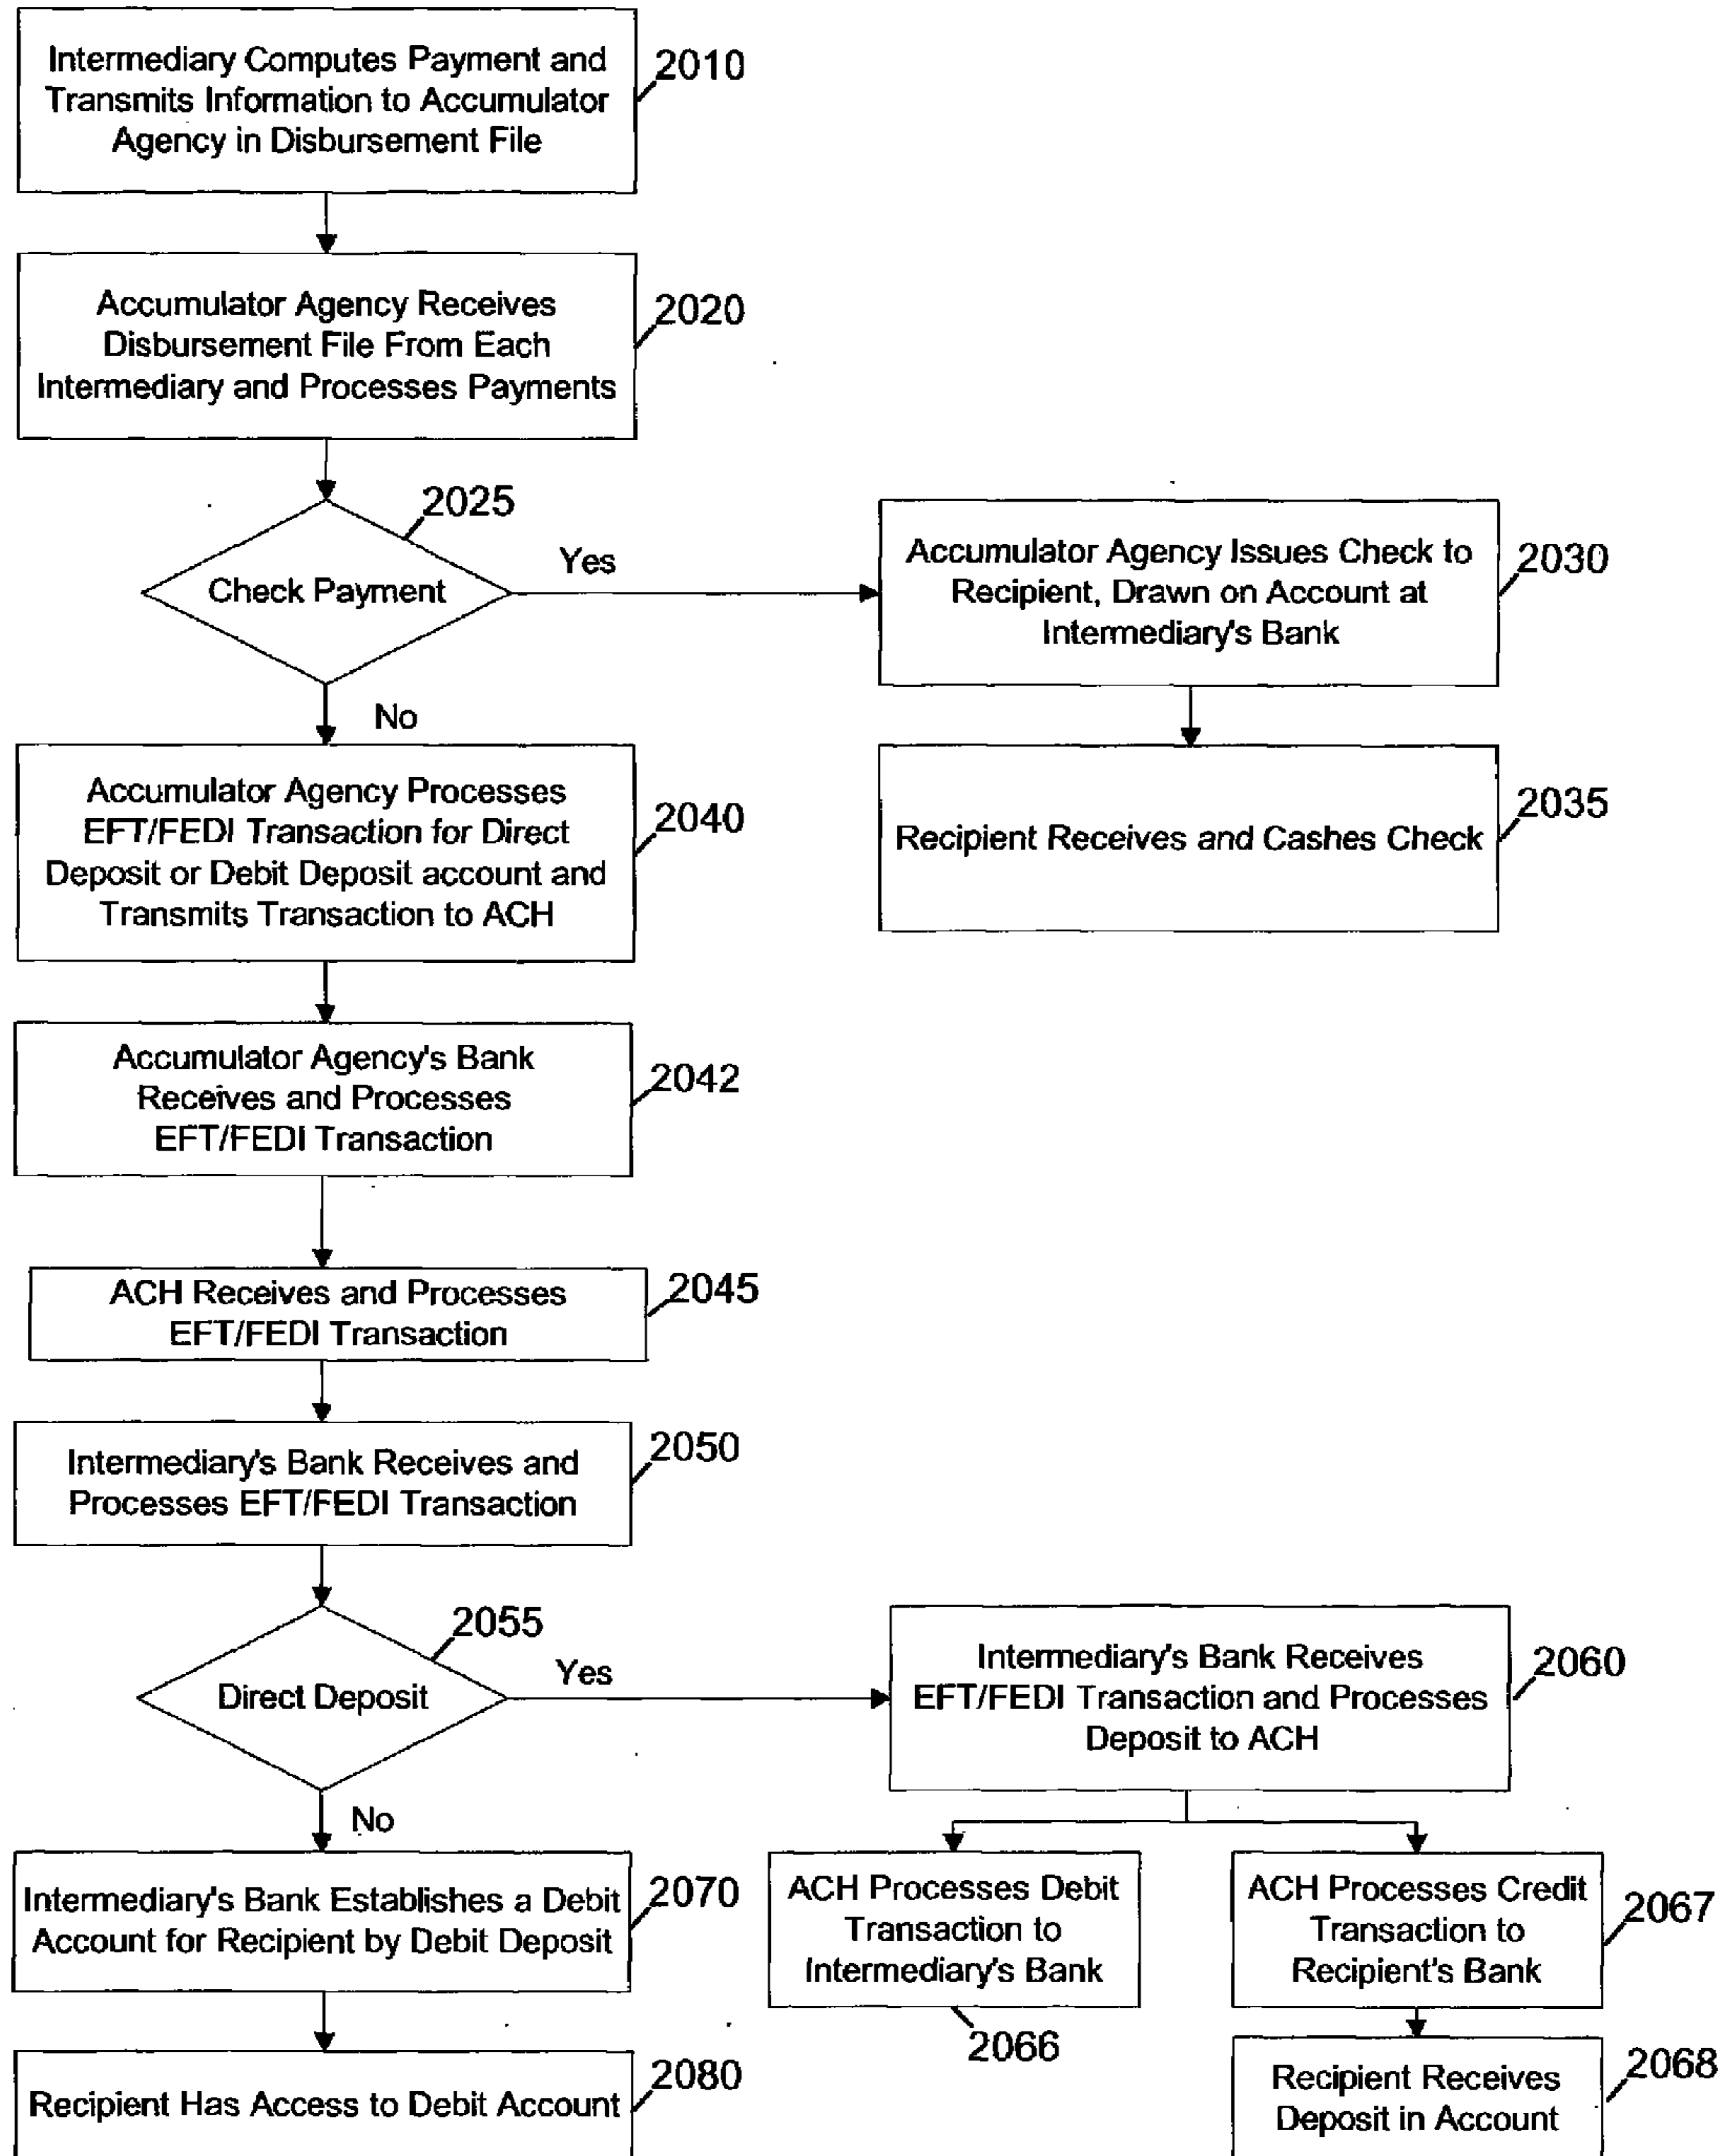 Intermediary Computes Payment and
Transmits Information to Accumulator
Agency in Disbursement File
2010
Accumulator Agency Receives
Disbursement File From Each
Intermediary and Processes Payments
2020
2025
Check Payment
Yes
Accumulator Agency Issues Check to
Recipient, Drawn on Account at
Intermediary's Bank
2030
No
Recipient Receives and Cashes Check
2035
Accumulator Agency Processes
EFT/FEDI Transaction for Direct
Deposit or Debit Deposit account and
Transmits Transaction to ACH
2040
Accumulator Agency's Bank
Receives and Processes
EFT/FEDI Transaction
2042
ACH Receives and Processes
EFT/FEDI Transaction
2045
Intermediary's Bank Receives and
Processes EFT/FEDI Transaction
2050
2055
Direct Deposit
Yes
Intermediary's Bank Receives
EFT/FEDI Transaction and Processes
Deposit to ACH
2060
No
Intermediary's Bank Establishes a Debit
Account for Recipient by Debit Deposit
2070
ACH Processes Debit
Transaction to
Intermediary's Bank
2066
ACH Processes Credit
Transaction to
Recipient's Bank
2067
Recipient Has Access to Debit Account
2080
Recipient Receives
Deposit in Account
2068